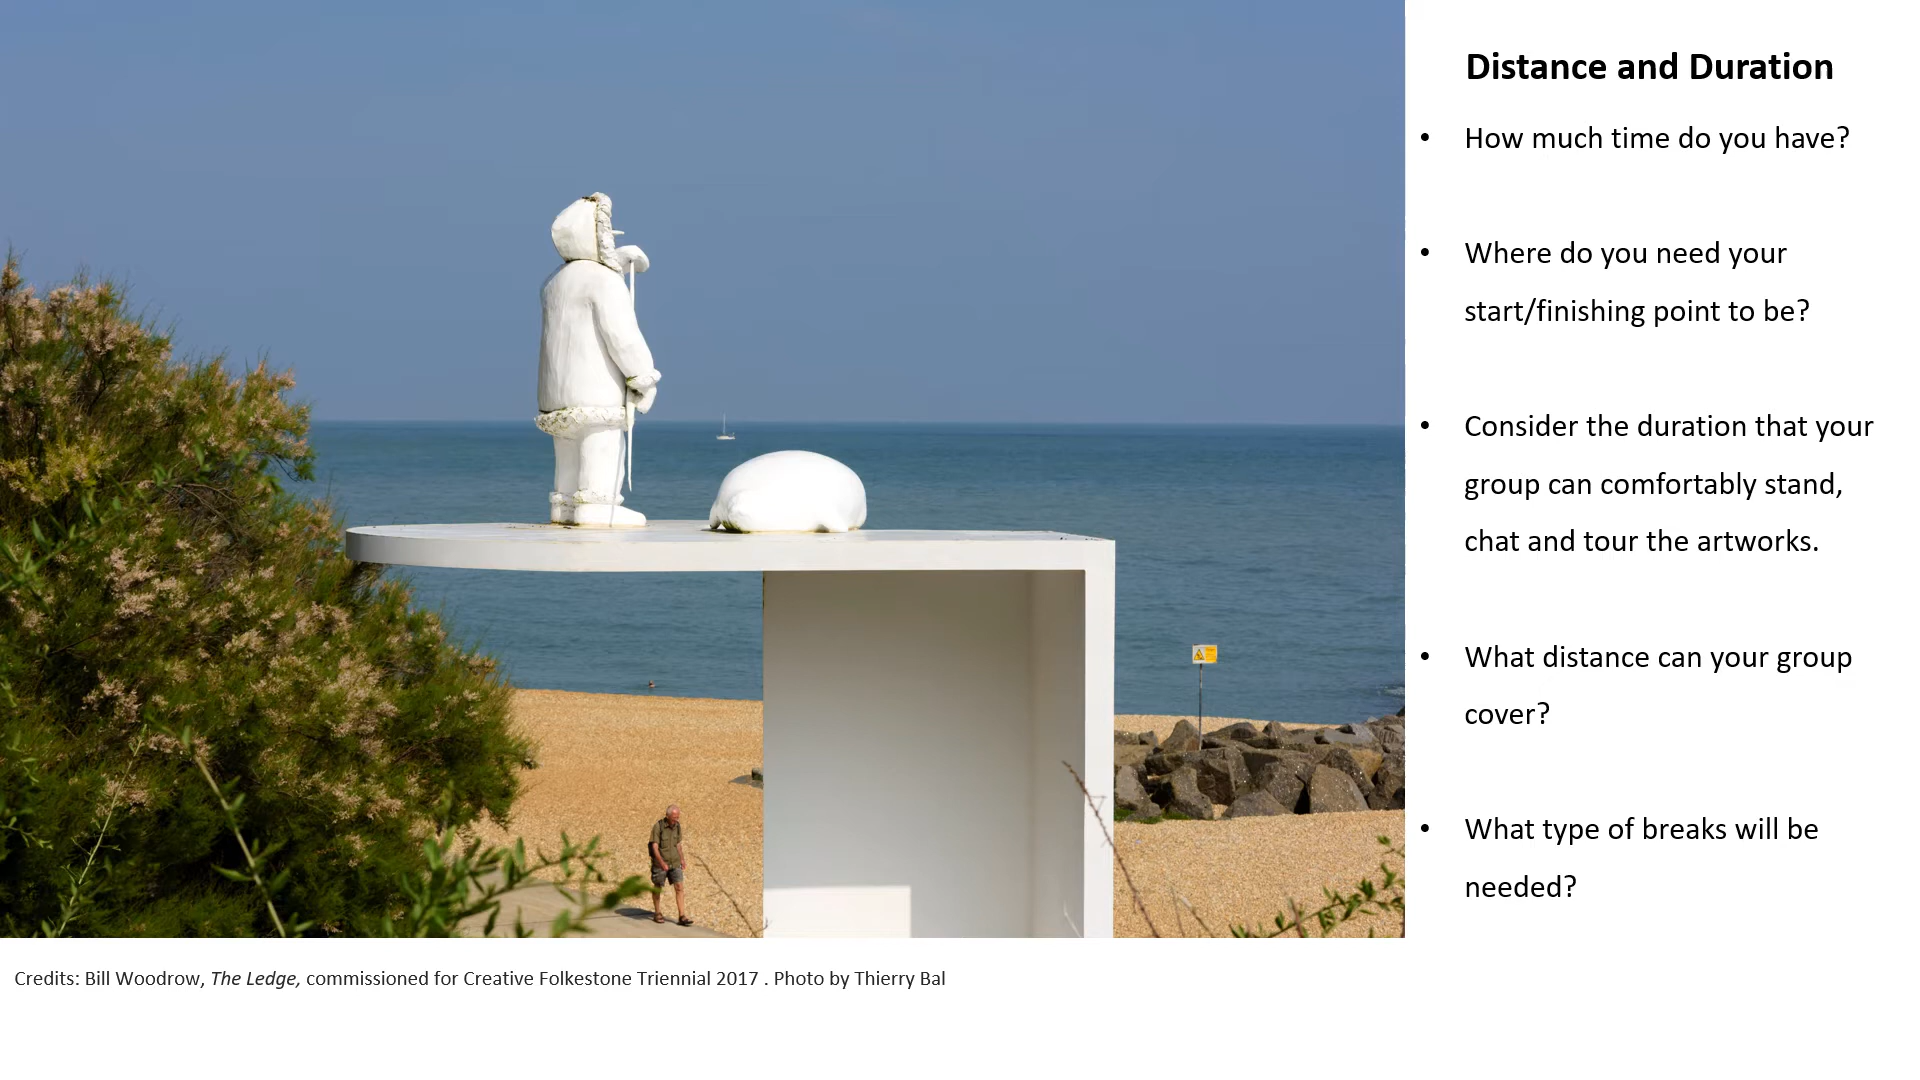 Distance and Duration
• How much time do you have?
• Where do you need your
start/finishing point to be?
• Consider the duration that your
group can comfortably stand,
chat and tour the artworks.
• What distance can your group
cover?
• What type of breaks will be
needed?
Credits: Bill Woodrow, The Ledge, commissioned for Creative Folkestone Triennial 2017 . Photo by Thierry Bal